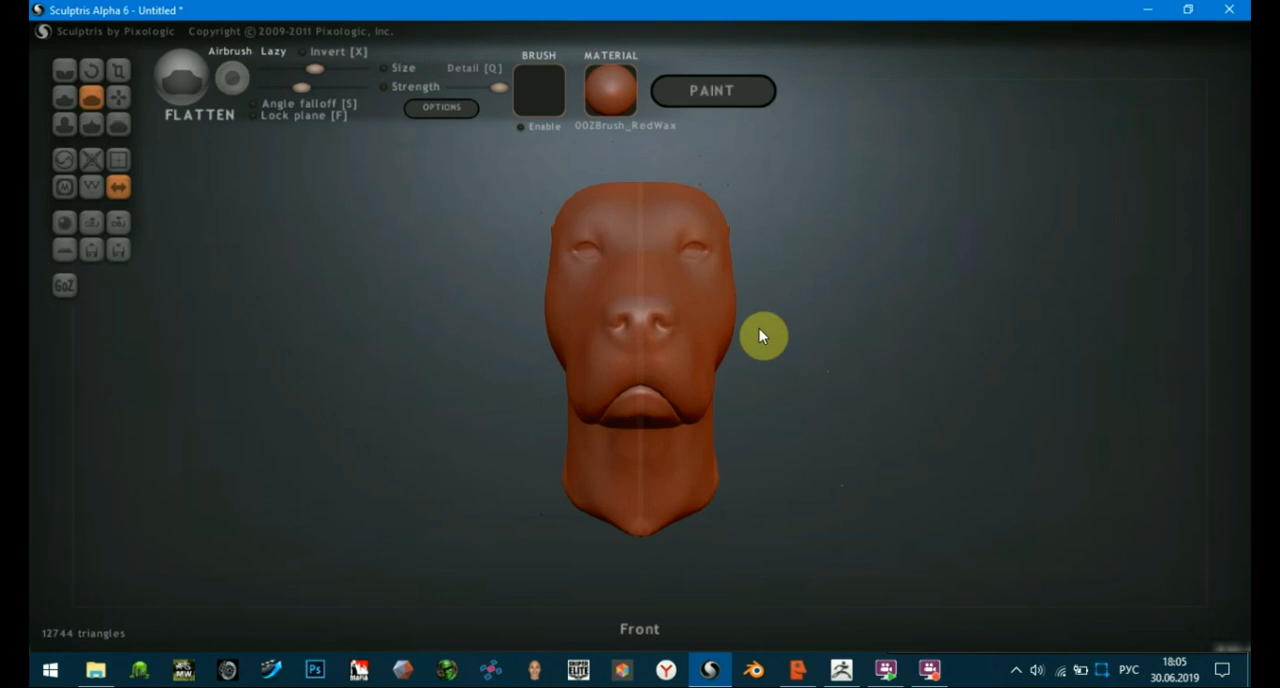 Sculptris Alpha 6 - Untitled *
Sculptris by Pixologic Copyright © 2009-2011 Pixologic, Inc.
Airbrush Lazy Invert [X]
Size Detail [Q]
Strength
Angle falloff [S]
Lock plane [F]
FLATTEN
OPTIONS
BRUSH
Enable
MATERIAL
00ZBrush_RedWax
PAINT
GoZ
Front
12744 triangles
Ps
РУС
18:05
30.06.2019